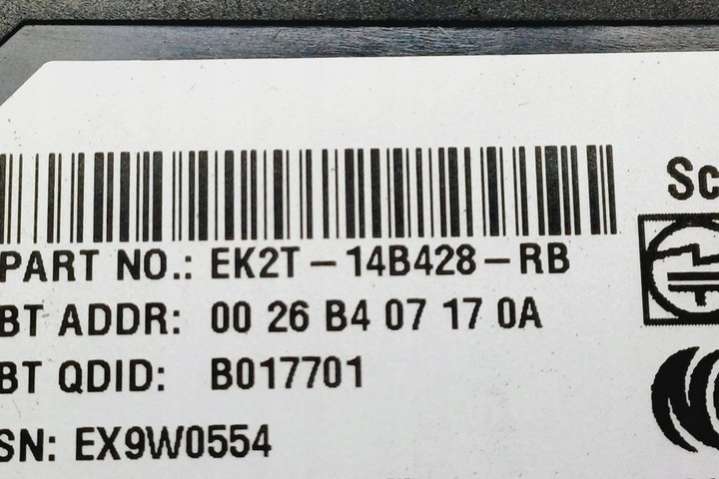 Sc
PART NO.: EK2T-14B428-RB
BT ADDR: 00 26 B4 07 17 0A
BT QDID: B017701
SN: EX9W0554